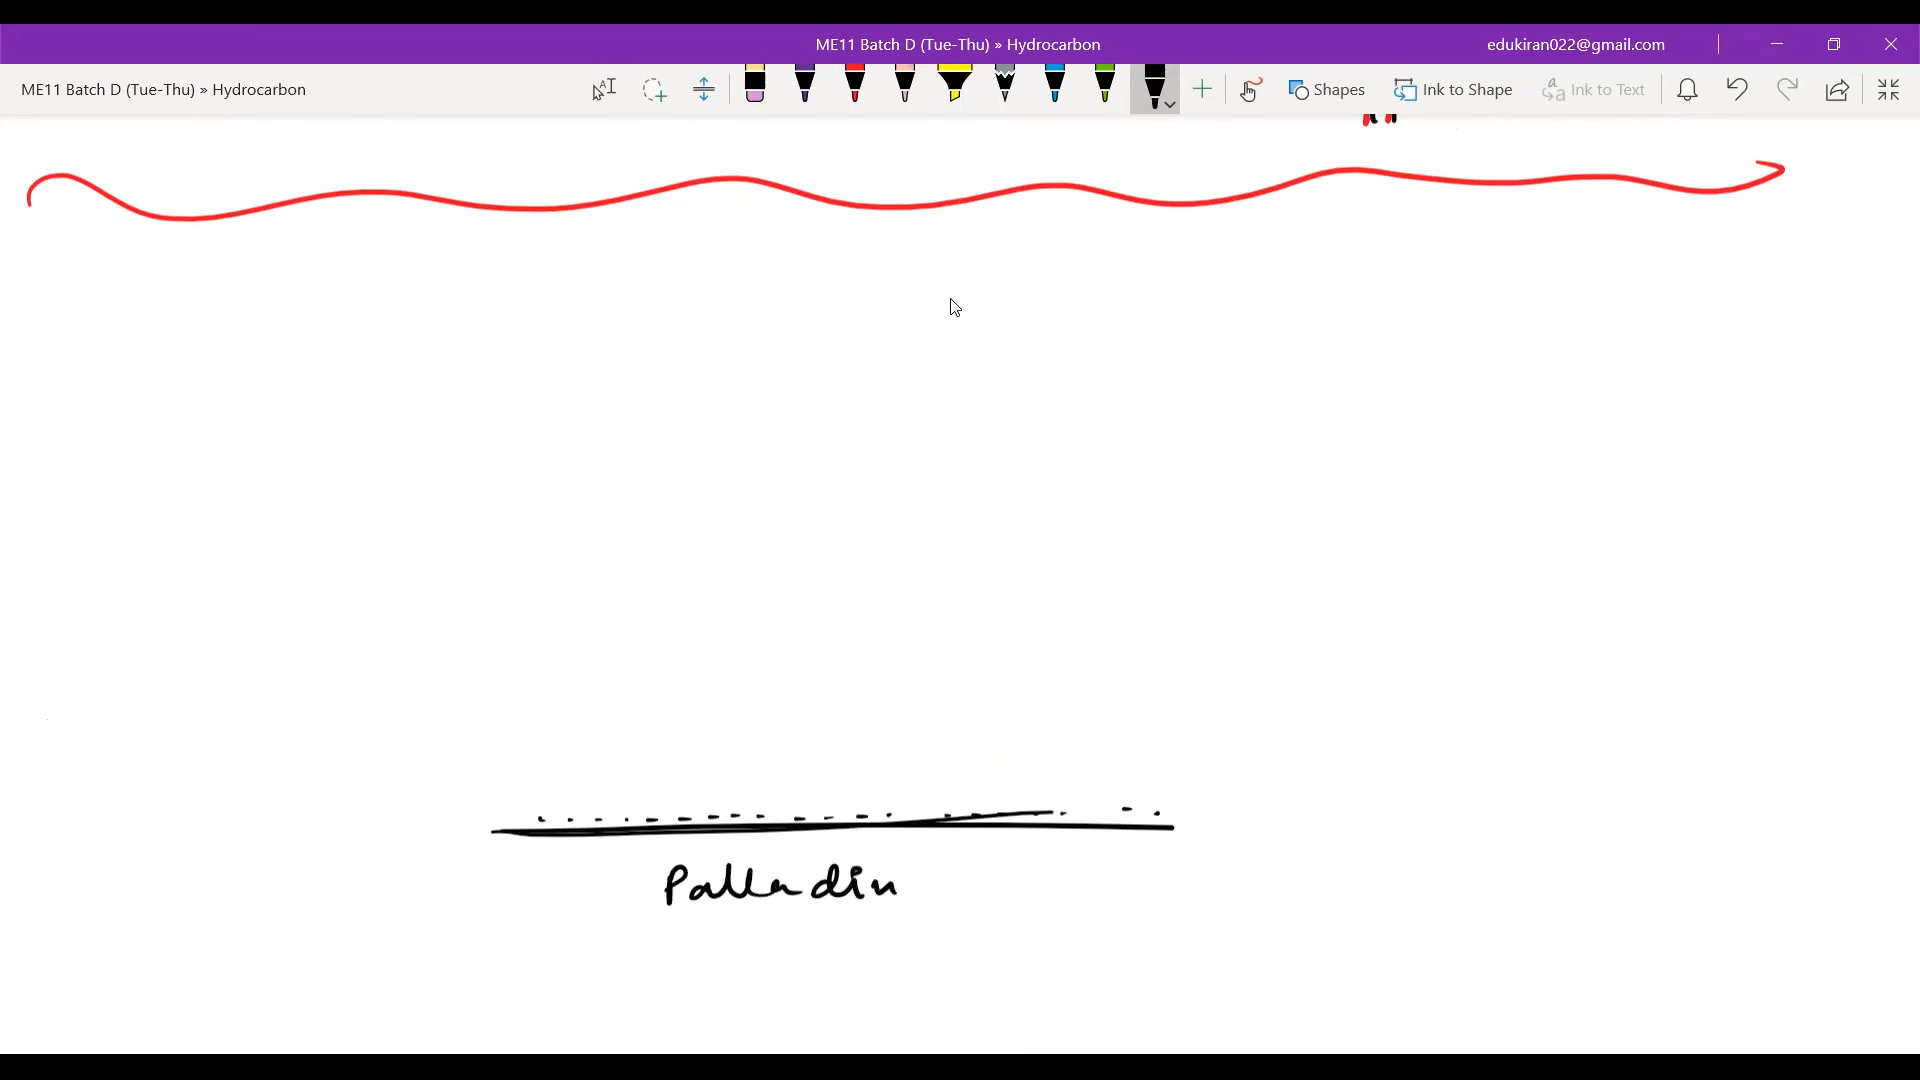 ME11 Batch D (Tue-Thu) » Hydrocarbon
edukiran022@gmail.com
ME11 Batch D (Tue-Thu) » Hydrocarbon
Shapes
Ink to Shape
Ink to Text
Palladin